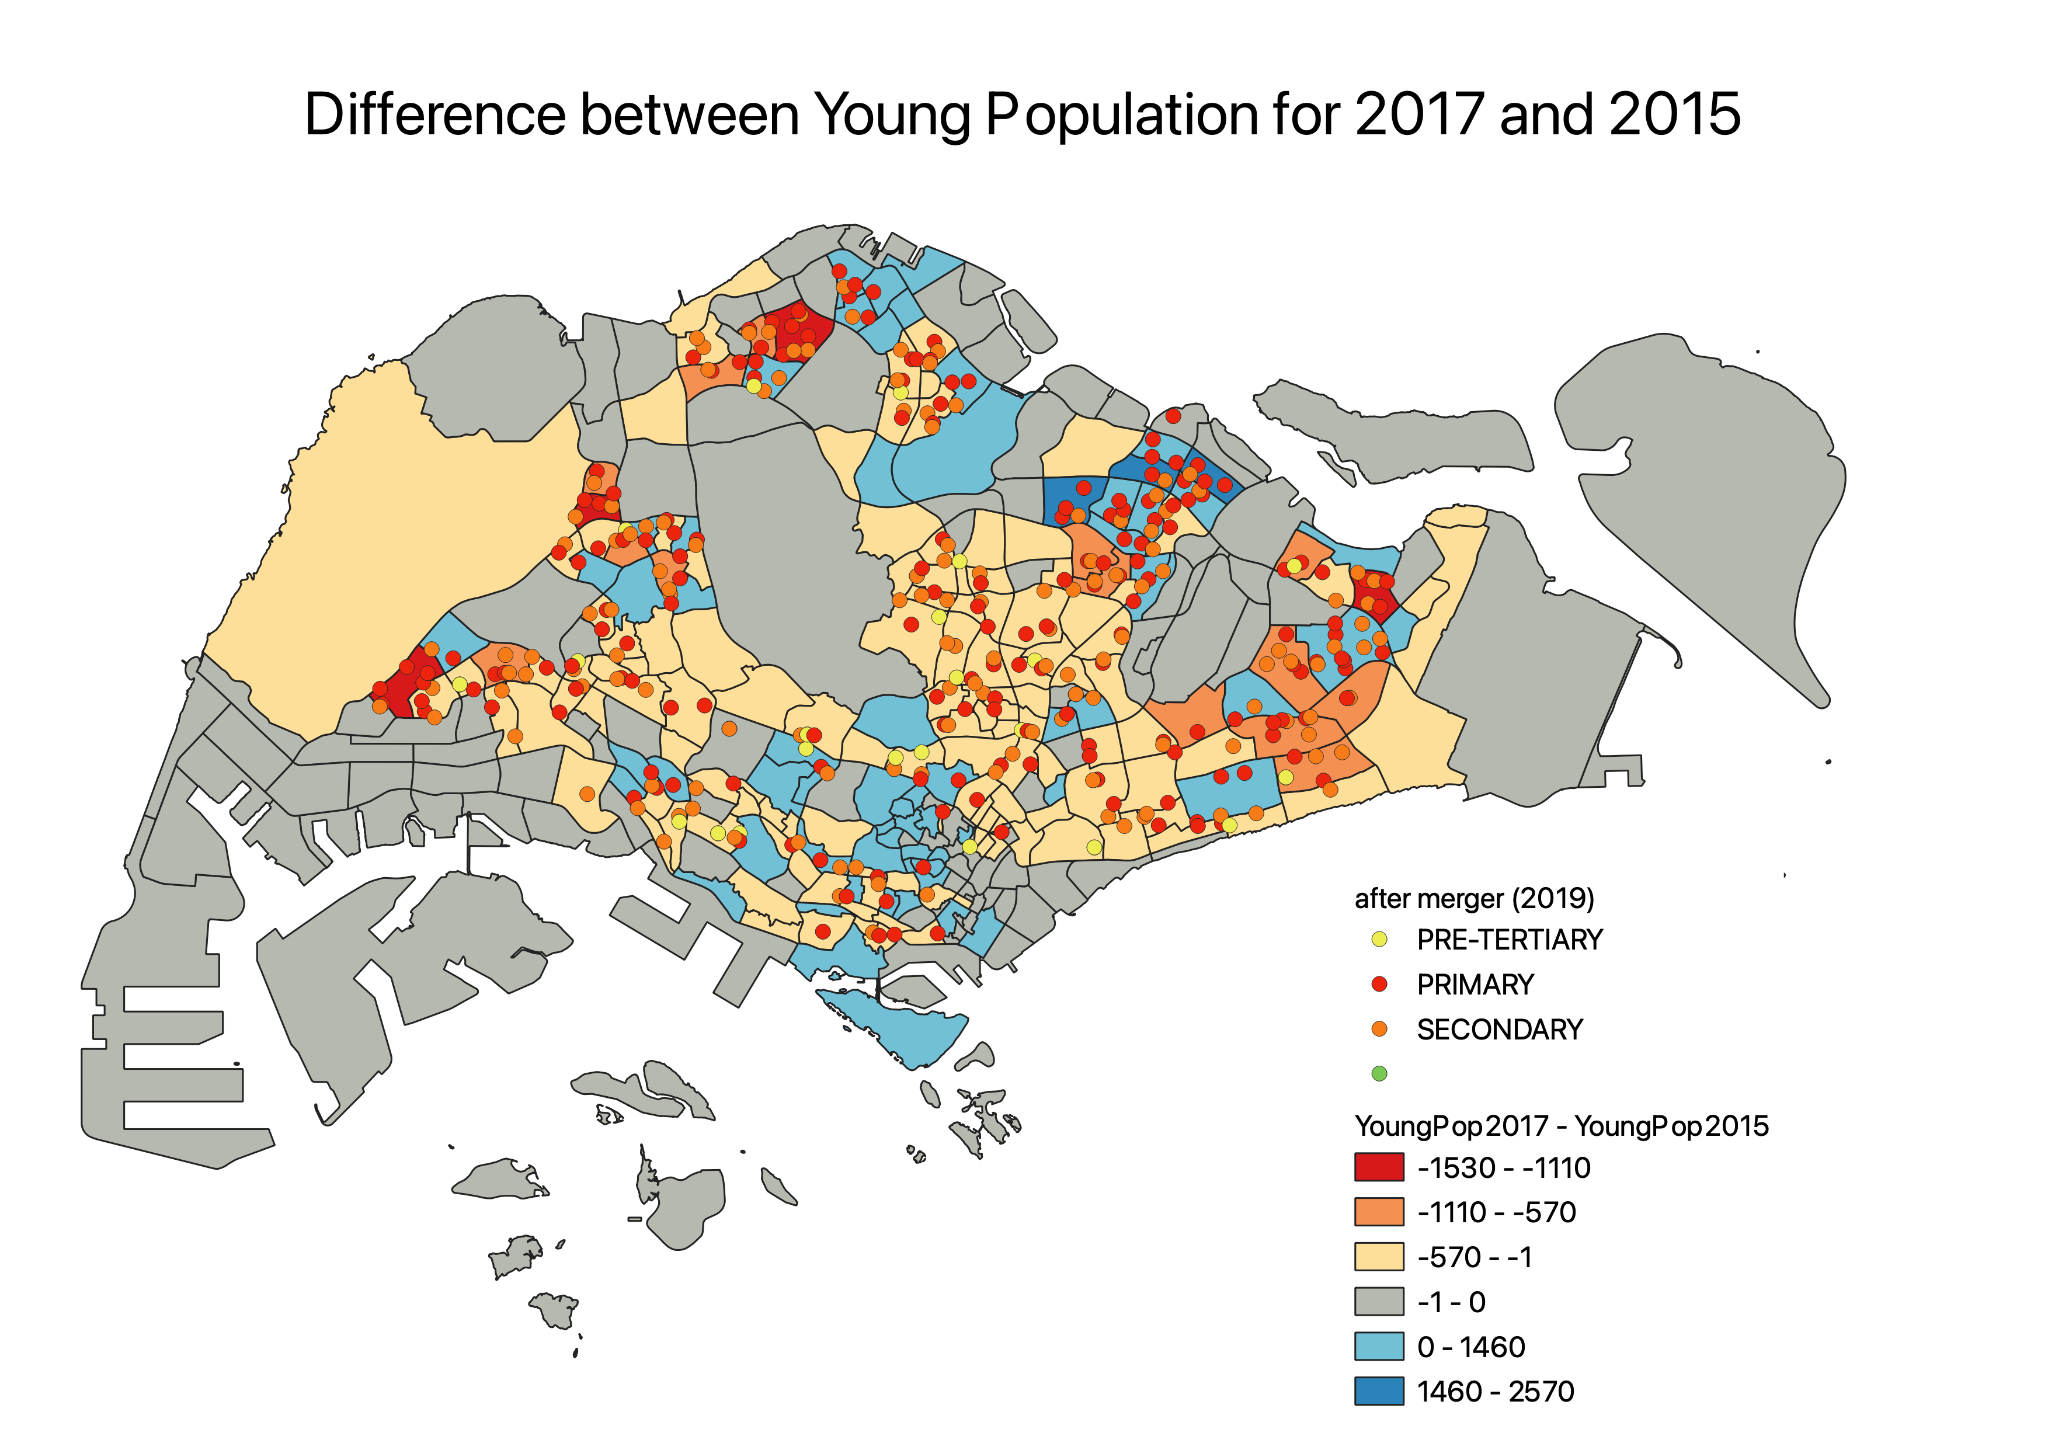 Difference between Young Population for 2017 and 2015
after merger (2019)
PRE-TERTIARY
PRIMARY
SECONDARY
YoungPop2017 - YoungPop2015
-1530 - -1110
-1110 - -570
-570 - -1
-1 - 0
0 - 1460
1460 - 2570